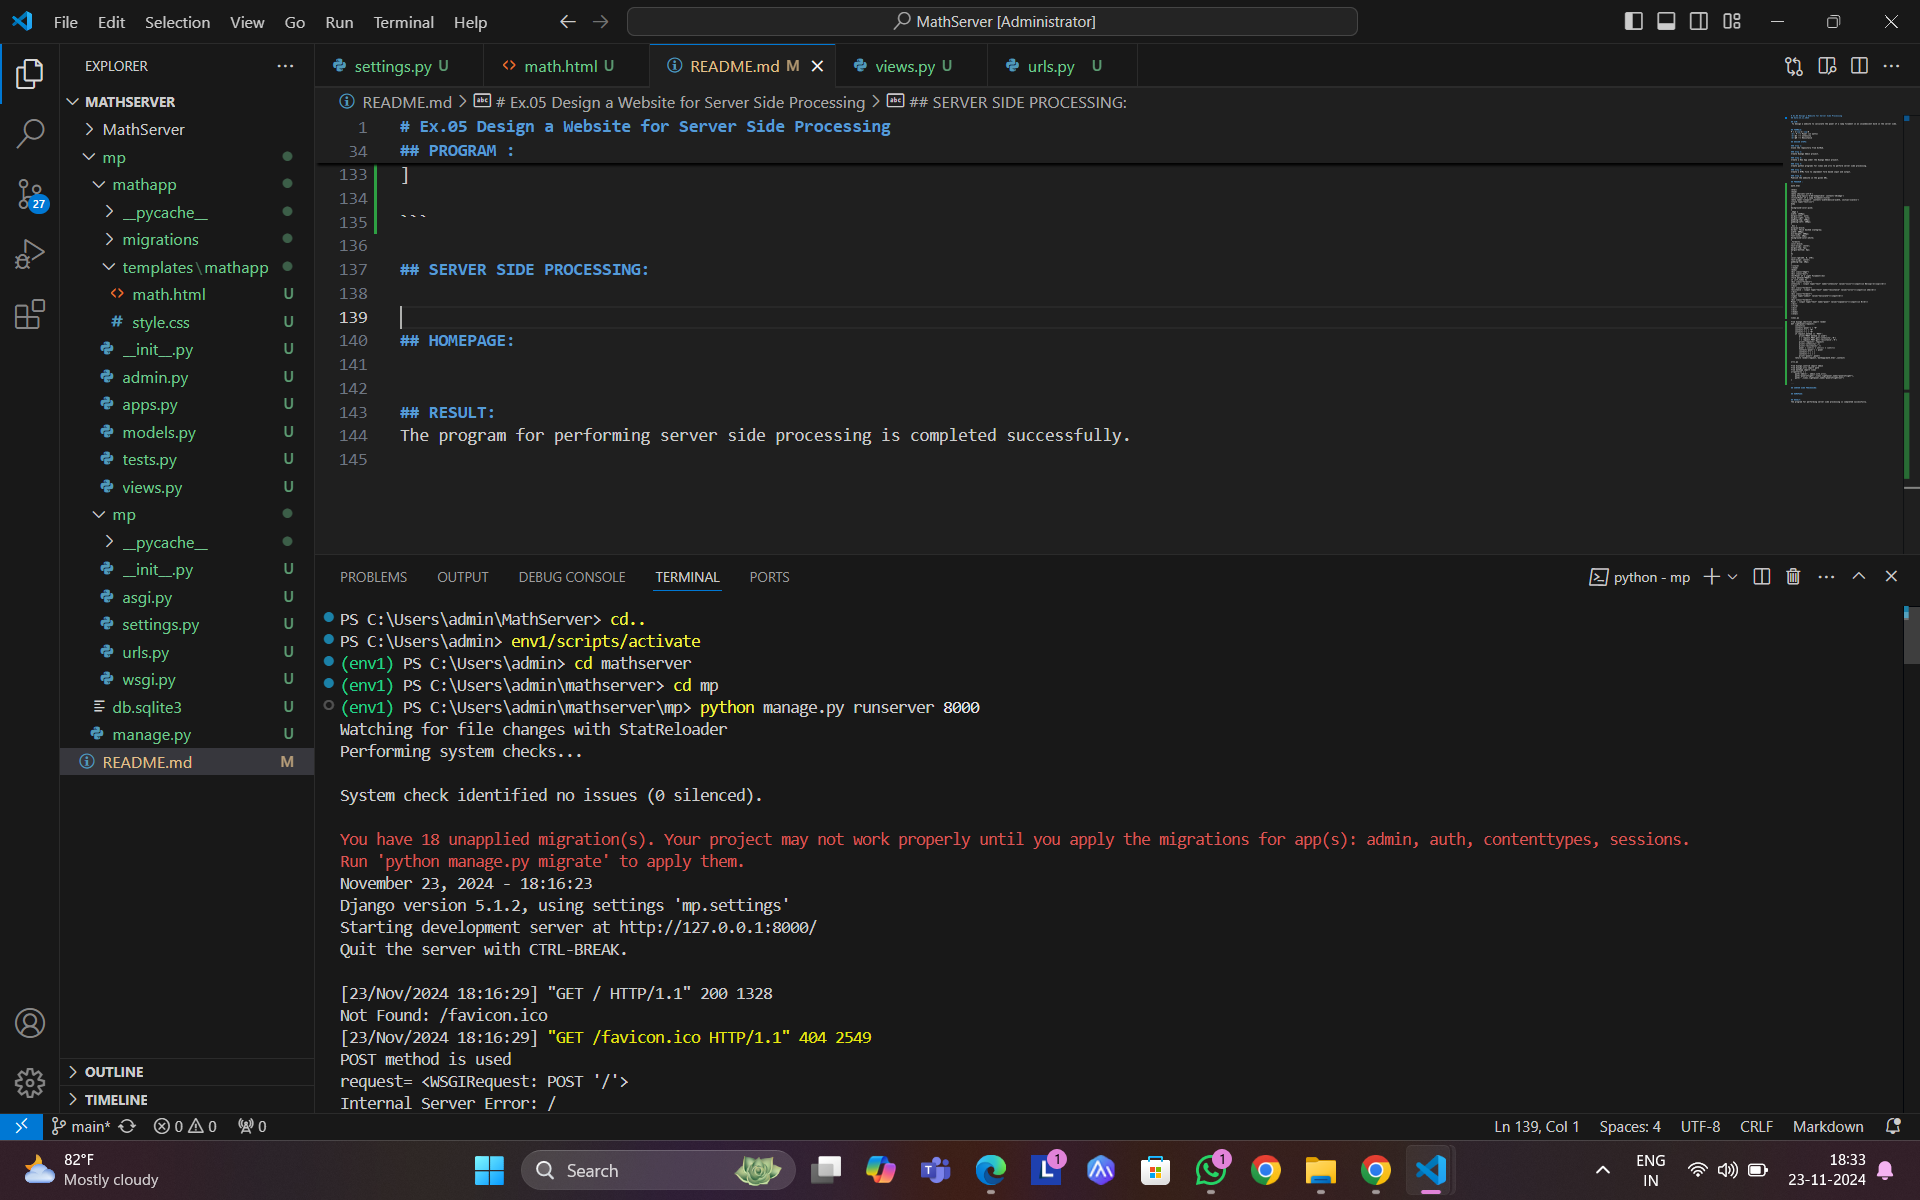 File Edit Selection View Go Run Terminal Help
MathServer [Administrator]
EXPLORER
MATHSERVER
MathServer
mp
mathapp
__pycache__
migrations
templates\mathapp
math.html U
style.css U
__init__.py U
admin.py U
apps.py U
models.py U
tests.py U
views.py U
mp
__pycache__
__init__.py U
asgi.py U
settings.py U
urls.py U
wsgi.py U
db.sqlite3 U
manage.py U
README.md M
OUTLINE
TIMELINE
27
settings.py U math.html U README.md M views.py U urls.py U
README.md > # Ex.05 Design a Website for Server Side Processing > ## SERVER SIDE PROCESSING:
1 # Ex.05 Design a Website for Server Side Processing
34 ## PROGRAM :
133 ]
134
135 ```
136
137 ## SERVER SIDE PROCESSING:
138
139
140 ## HOMEPAGE:
141
142
143 ## RESULT:
144 The program for performing server side processing is completed successfully.
145
PROBLEMS OUTPUT DEBUG CONSOLE TERMINAL PORTS
python - mp
PS C:\Users\admin\MathServer> cd..
PS C:\Users\admin> env1/scripts/activate
(env1) PS C:\Users\admin> cd mathserver
(env1) PS C:\Users\admin\mathserver> cd mp
(env1) PS C:\Users\admin\mathserver\mp> python manage.py runserver 8000
Watching for file changes with StatReloader
Performing system checks...
System check identified no issues (0 silenced).
You have 18 unapplied migration(s). Your project may not work properly until you apply the migrations for app(s): admin, auth, contenttypes, sessions.
Run 'python manage.py migrate' to apply them.
November 23, 2024 - 18:16:23
Django version 5.1.2, using settings 'mp.settings'
Starting development server at http://127.0.0.1:8000/
Quit the server with CTRL-BREAK.
[23/Nov/2024 18:16:29] "GET / HTTP/1.1" 200 1328
Not Found: /favicon.ico
[23/Nov/2024 18:16:29] "GET /favicon.ico HTTP/1.1" 404 2549
POST method is used
request= <WSGIRequest: POST '/'>
Internal Server Error: /
main* 0 0 0
Ln 139, Col 1 Spaces: 4 UTF-8 CRLF Markdown
82°F
Mostly cloudy
Search
L 1
1
ENG
IN
18:33
23-11-2024